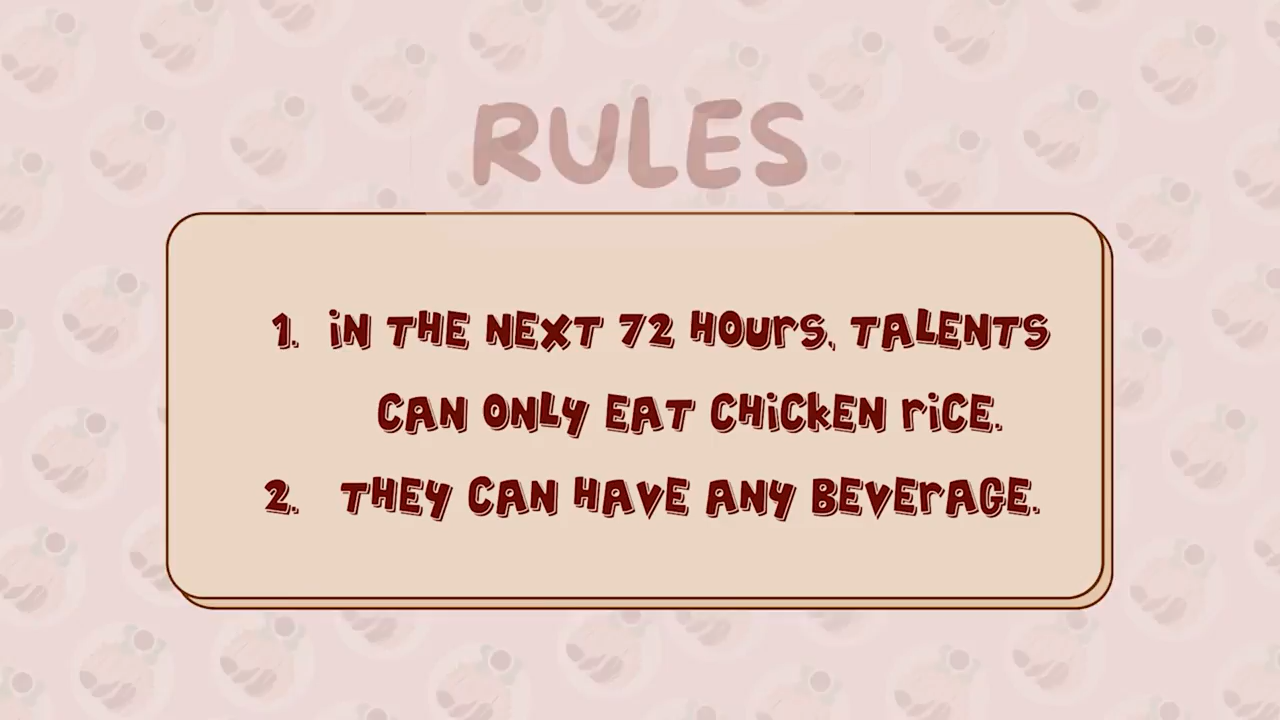 RULES
1. iN THE NEXT 72 HOUrS, TALENTS
CAN ONLY EAT CHiCkEN riCE.
2. THEY CAN HAVE ANY BEVErAGE.